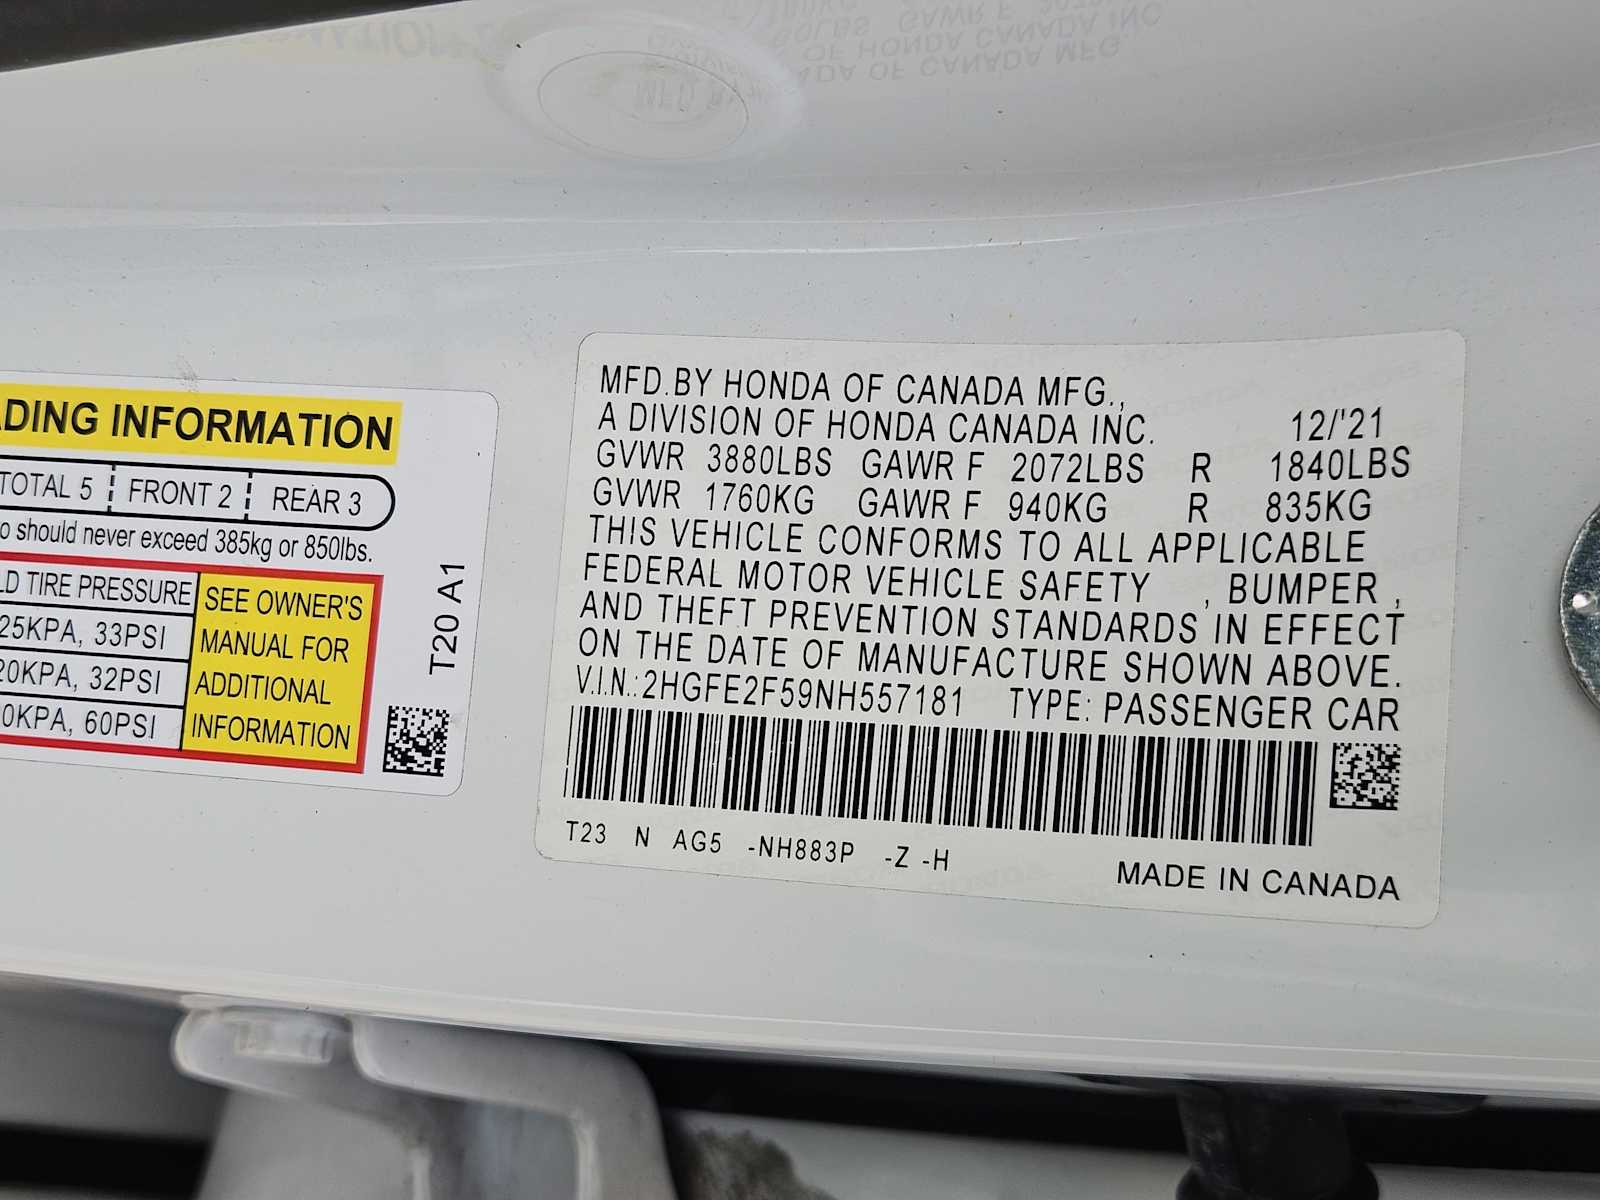 ADING INFORMATION
TOTAL 5 FRONT 2 REAR 3
should never exceed 385kg or 850lbs.
TIRE PRESSURE
25KPA, 33PSI
20KPA, 32PSI
0KPA, 60PSI
SEE OWNER'S
MANUAL FOR
ADDITIONAL
INFORMATION
T20 A1
MFD.BY HONDA OF CANADA MFG.,
A DIVISION OF HONDA CANADA INC. 12/'21
GVWR 3880LBS GAWR F 2072LBS R 1840LBS
GVWR 1760KG GAWR F 940KG R 835KG
THIS VEHICLE CONFORMS TO ALL APPLICABLE
FEDERAL MOTOR VEHICLE SAFETY , BUMPER ,
AND THEFT PREVENTION STANDARDS IN EFFECT
ON THE DATE OF MANUFACTURE SHOWN ABOVE.
V.I.N.:2HGFE2F59NH557181 TYPE: PASSENGER CAR
T23 N AG5 -NH883P -Z -H
MADE IN CANADA